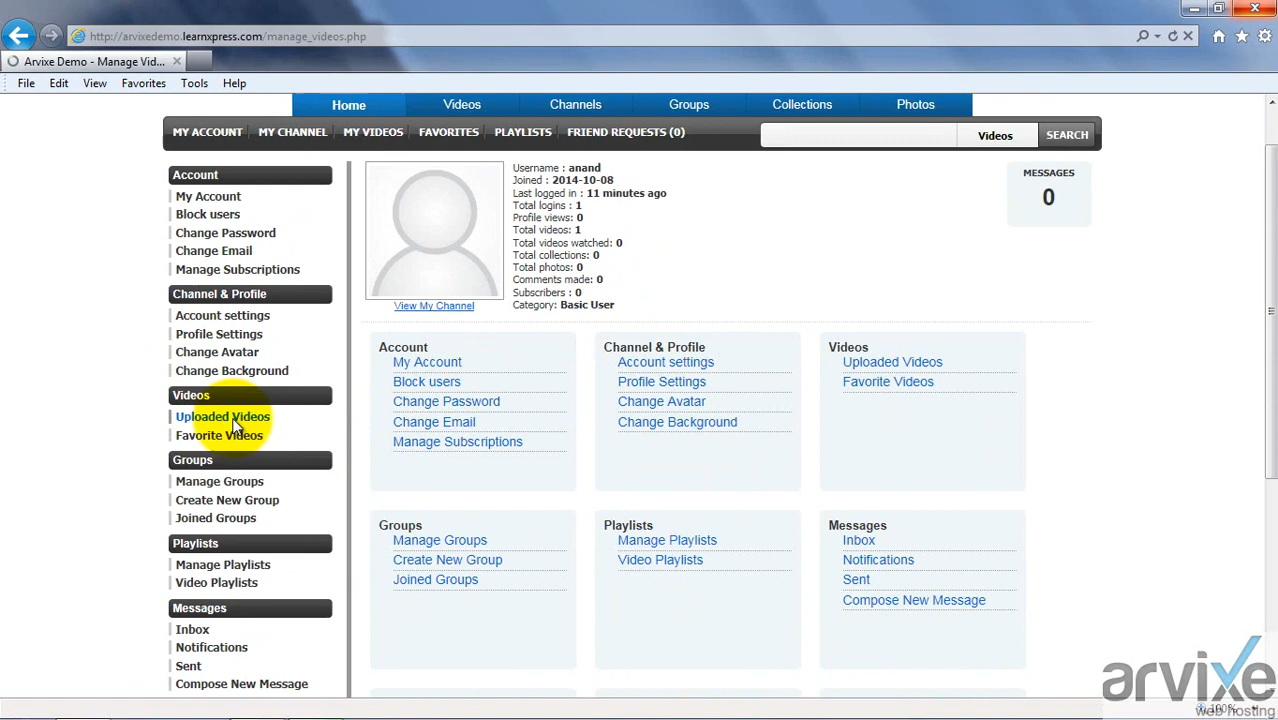 http://arvixedemo.learnxpress.com/manage_videos.php
Arvixe Demo - Manage Vid...
File Edit View Favorites Tools Help
Home Videos Channels Groups Collections Photos
MY ACCOUNT MY CHANNEL MY VIDEOS FAVORITES PLAYLISTS FRIEND REQUESTS (0) Videos SEARCH
Account
My Account
Block users
Change Password
Change Email
Manage Subscriptions
Channel & Profile
Account settings
Profile Settings
Change Avatar
Change Background
Videos
Uploaded Videos
Favorite Videos
Groups
Manage Groups
Create New Group
Joined Groups
Playlists
Manage Playlists
Video Playlists
Messages
Inbox
Notifications
Sent
Compose New Message
View My Channel
Username : anand
Joined : 2014-10-08
Last logged in : 11 minutes ago
Total logins : 1
Profile views: 0
Total videos: 1
Total videos watched: 0
Total collections: 0
Total photos: 0
Comments made: 0
Subscribers : 0
Category: Basic User
MESSAGES
0
Account
My Account
Block users
Change Password
Change Email
Manage Subscriptions
Channel & Profile
Account settings
Profile Settings
Change Avatar
Change Background
Videos
Uploaded Videos
Favorite Videos
Groups
Manage Groups
Create New Group
Joined Groups
Playlists
Manage Playlists
Video Playlists
Messages
Inbox
Notifications
Sent
Compose New Message
arvixe
web hosting
100%